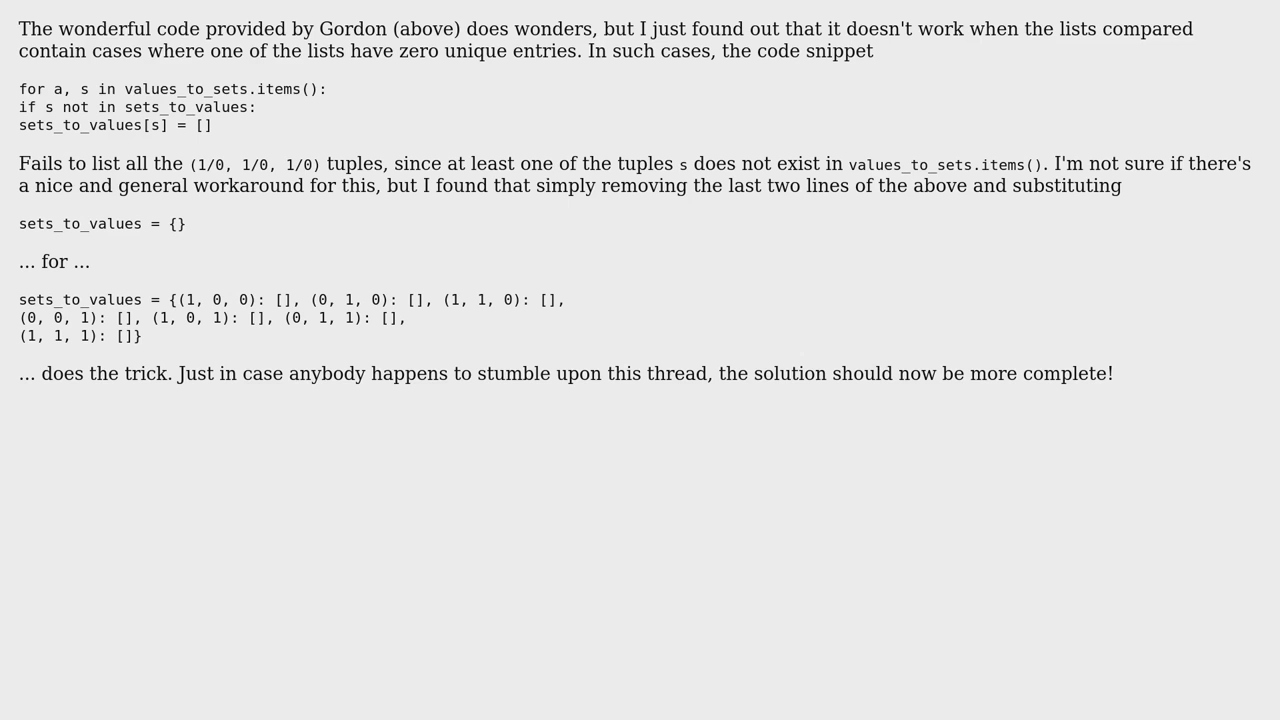 The wonderful code provided by Gordon (above) does wonders, but I just found out that it doesn't work when the lists compared
contain cases where one of the lists have zero unique entries. In such cases, the code snippet
for a, s in values_to_sets.items():
if s not in sets_to_values:
sets_to_values[s] = []
Fails to list all the (1/0, 1/0, 1/0) tuples, since at least one of the tuples s does not exist in values_to_sets.items(). I'm not sure if there's
a nice and general workaround for this, but I found that simply removing the last two lines of the above and substituting
sets_to_values = {}
... for ...
sets_to_values = {(1, 0, 0): [], (0, 1, 0): [], (1, 1, 0): [],
(0, 0, 1): [], (1, 0, 1): [], (0, 1, 1): [],
(1, 1, 1): []}
... does the trick. Just in case anybody happens to stumble upon this thread, the solution should now be more complete!